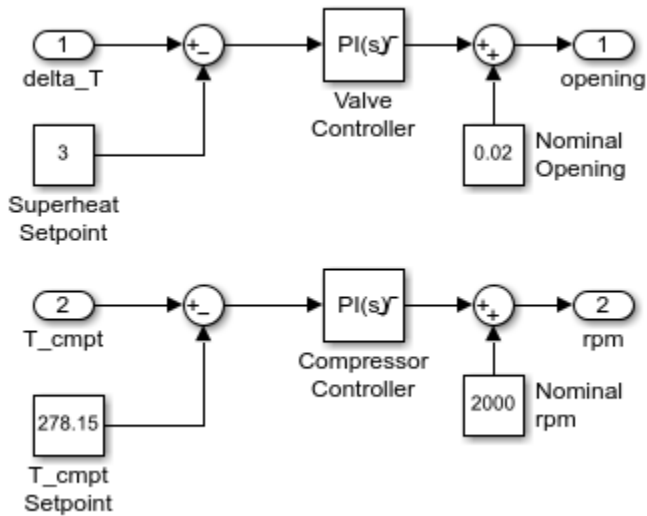 1
delta_T
+
−
PI(s)
Valve
Controller
+
+
1
opening
3
Superheat
Setpoint
0.02
Nominal
Opening
2
T_cmpt
+
−
PI(s)
Compressor
Controller
+
+
2
rpm
278.15
T_cmpt
Setpoint
2000
Nominal
rpm